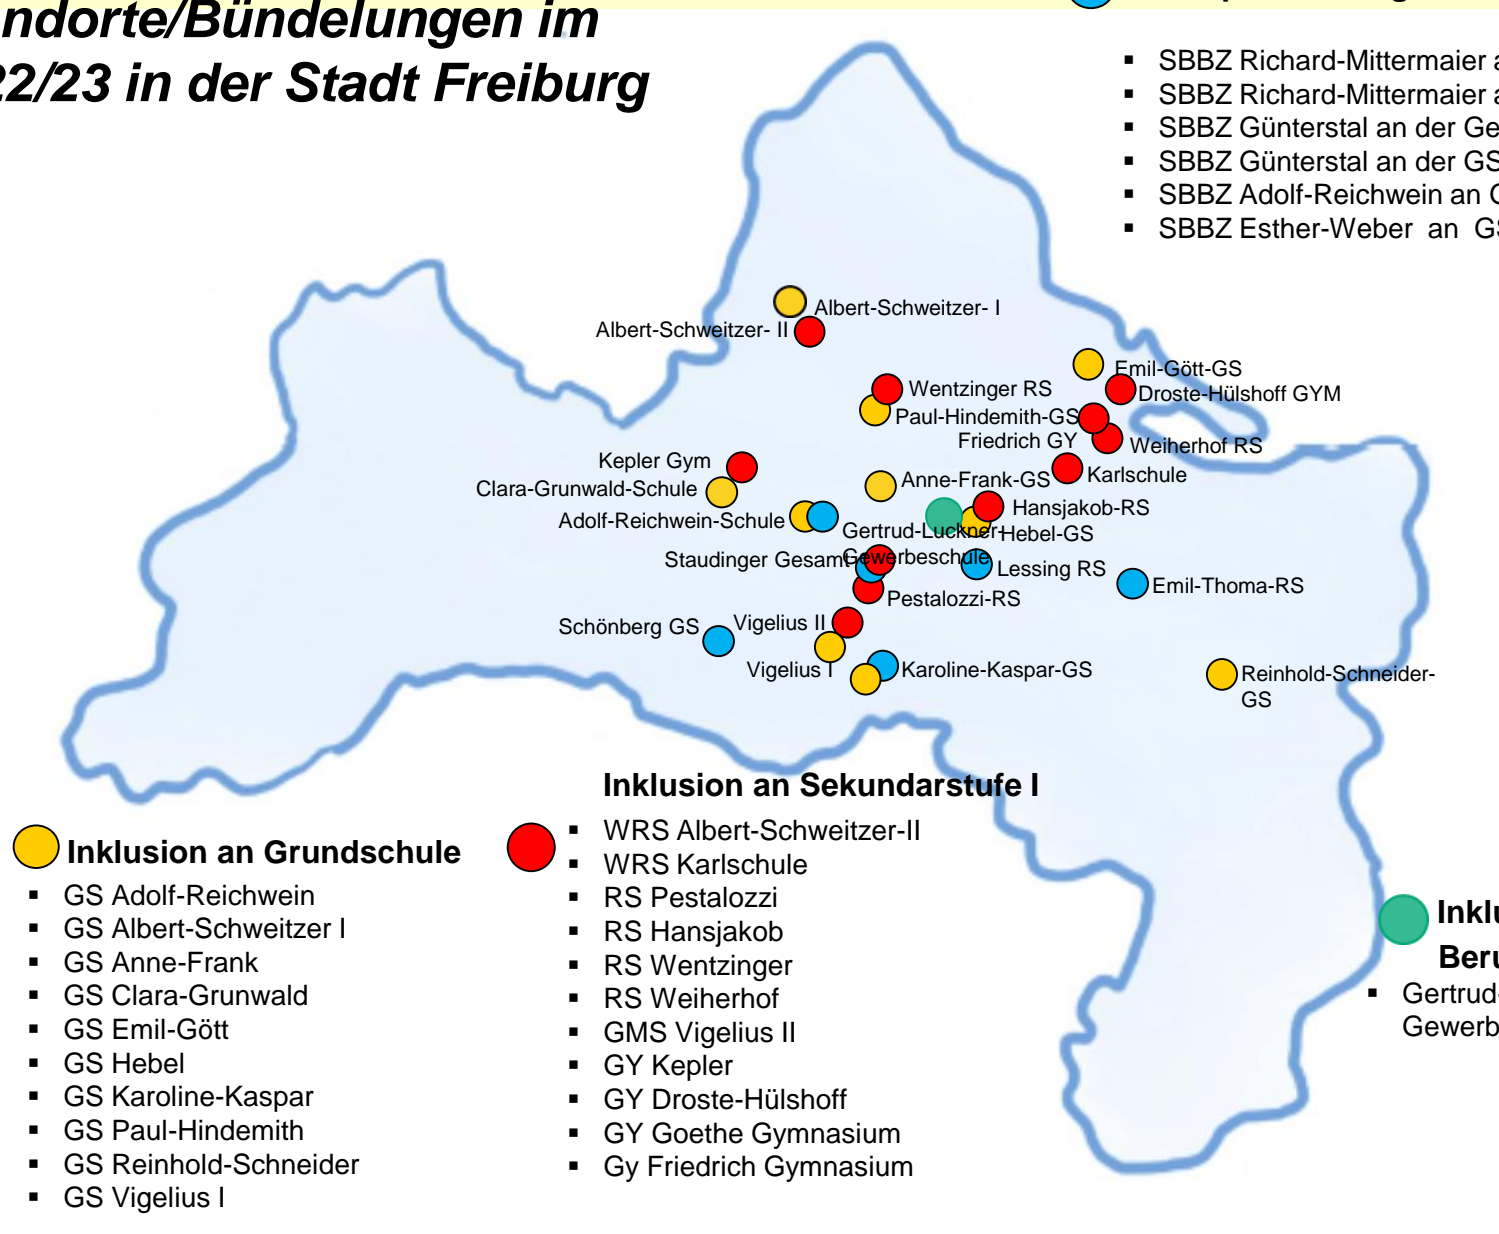 ndorte/Bündelungen im
22/23 in der Stadt Freiburg
SBBZ Richard-Mittermaier a
SBBZ Richard-Mittermaier a
SBBZ Günterstal an der Ge
SBBZ Günterstal an der GS
SBBZ Adolf-Reichwein an G
SBBZ Esther-Weber an GS
Albert-Schweitzer- I
Albert-Schweitzer- II
Emil-Gött-GS
Wentzinger RS
Droste-Hülshoff GYM
Paul-Hindemith-GS
Friedrich GY
Weiherhof RS
Kepler Gym
Karlschule
Clara-Grunwald-Schule
Anne-Frank-GS
Hansjakob-RS
Adolf-Reichwein-Schule
Gertrud-Luckner-
Gewerbeschule
Hebel-GS
Staudinger Gesamt
Lessing RS
Emil-Thoma-RS
Pestalozzi-RS
Schönberg GS
Vigelius II
Vigelius I
Karoline-Kaspar-GS
Reinhold-Schneider-
GS
Inklusion an Grundschule
GS Adolf-Reichwein
GS Albert-Schweitzer I
GS Anne-Frank
GS Clara-Grunwald
GS Emil-Gött
GS Hebel
GS Karoline-Kaspar
GS Paul-Hindemith
GS Reinhold-Schneider
GS Vigelius I
Inklusion an Sekundarstufe I
WRS Albert-Schweitzer-II
WRS Karlschule
RS Pestalozzi
RS Hansjakob
RS Wentzinger
RS Weiherhof
GMS Vigelius II
GY Kepler
GY Droste-Hülshoff
GY Goethe Gymnasium
Gy Friedrich Gymnasium
Inklu
Beru
Gertrud-
Gewerb